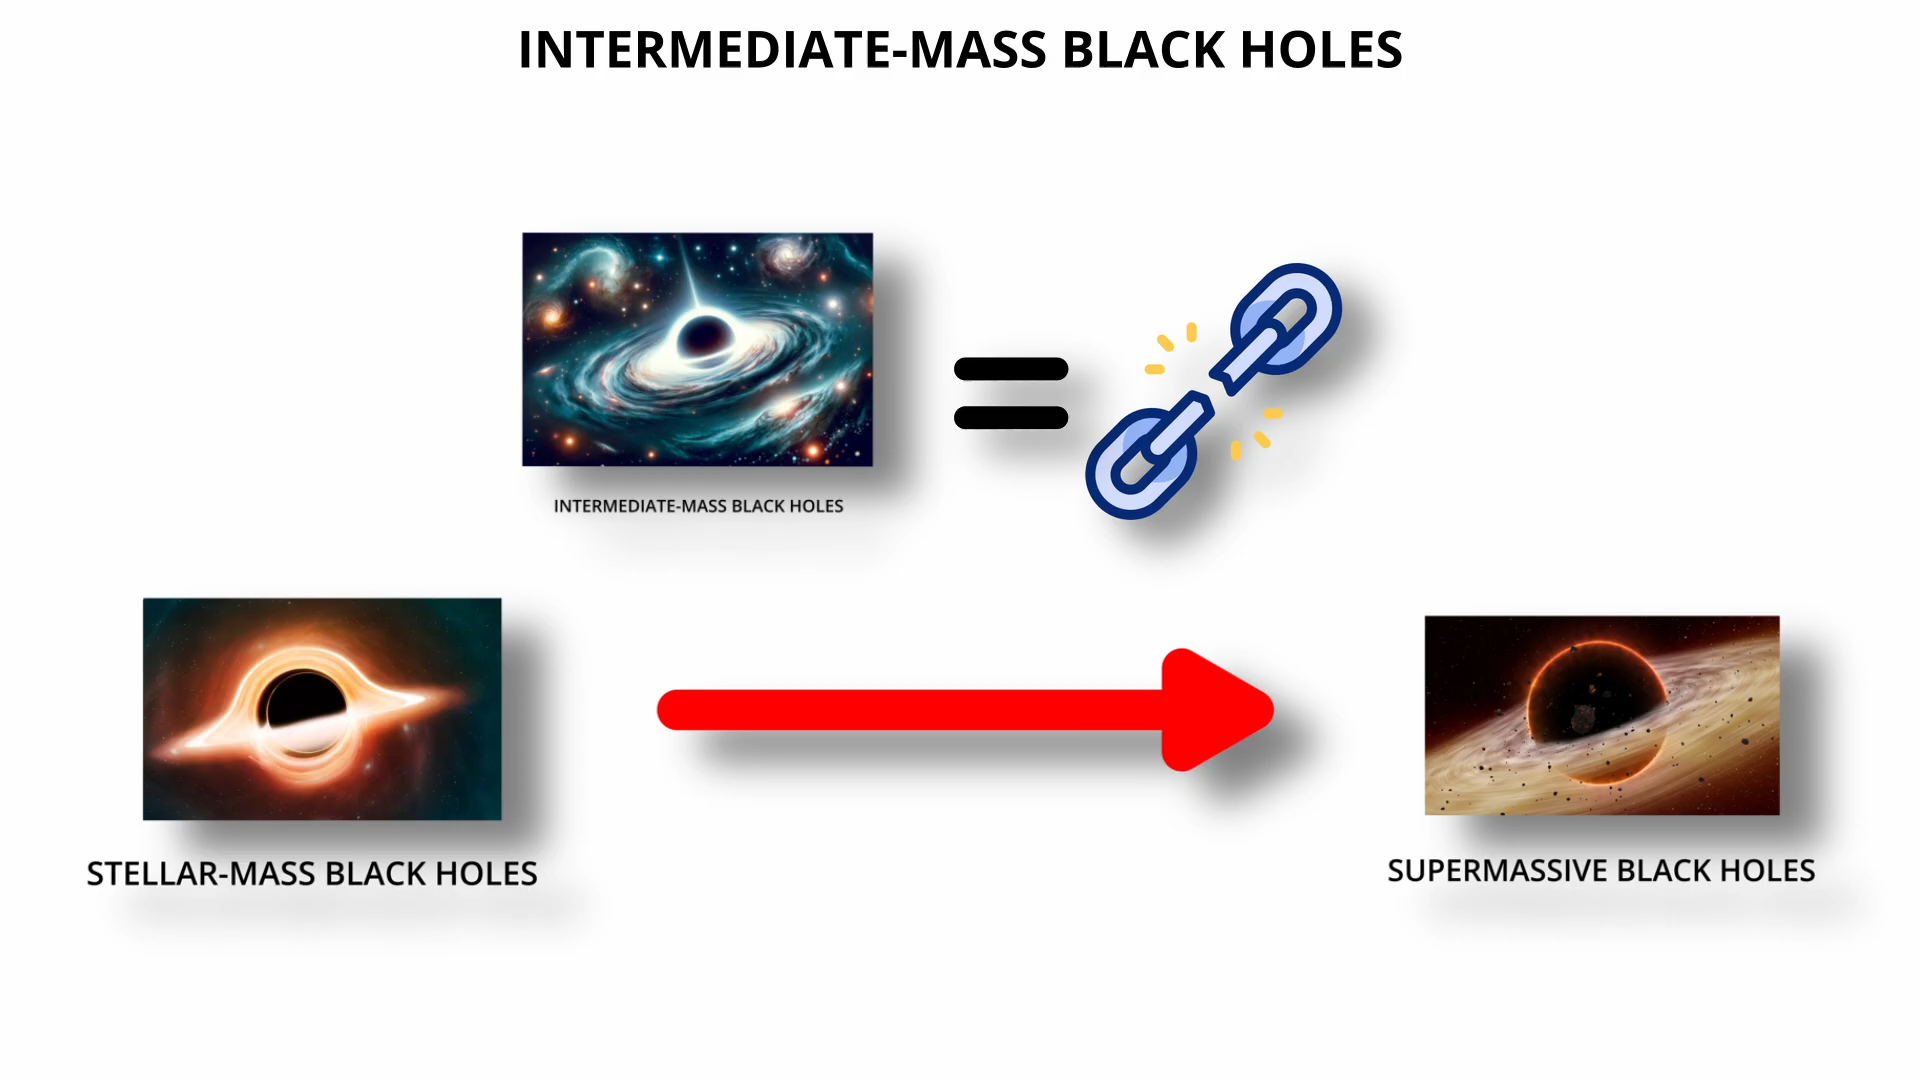 INTERMEDIATE-MASS BLACK HOLES
INTERMEDIATE-MASS BLACK HOLES
STELLAR-MASS BLACK HOLES
SUPERMASSIVE BLACK HOLES